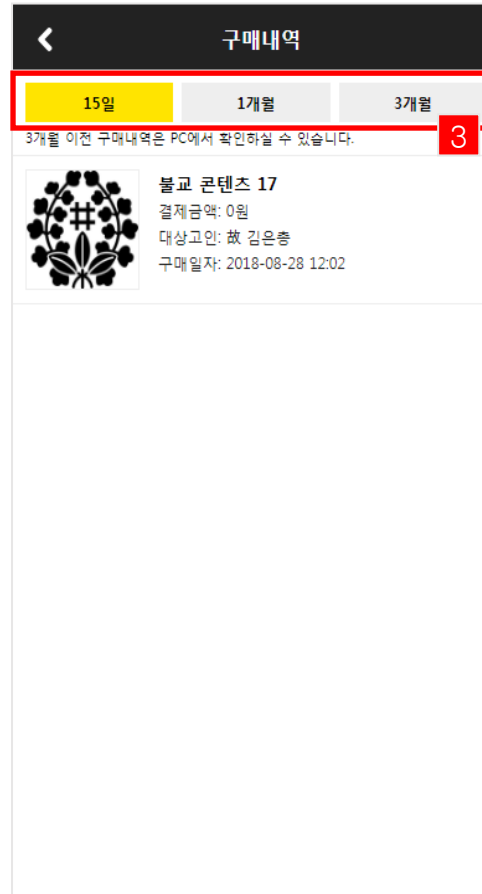 구매내역
15일 1개월 3개월
3
3개월 이전 구매내역은 PC에서 확인하실 수 있습니다.
불교 콘텐츠 17
결제금액: 0원
대상고인: 故 김은총
구매일자: 2018-08-28 12:02